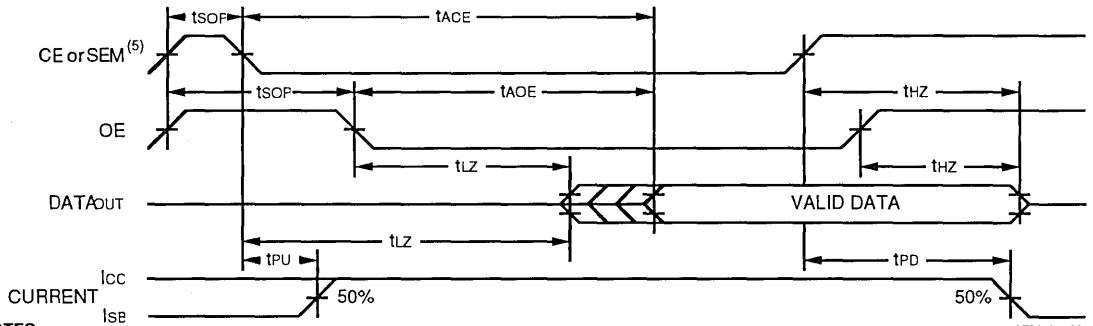 tSOP
tACE
CE or SEM(5)
tSOP
tAOE
tHZ
OE
tLZ
tHZ
DATAOUT
VALID DATA
tLZ
tPU
tPD
ICC
CURRENT
50%
50%
ISB